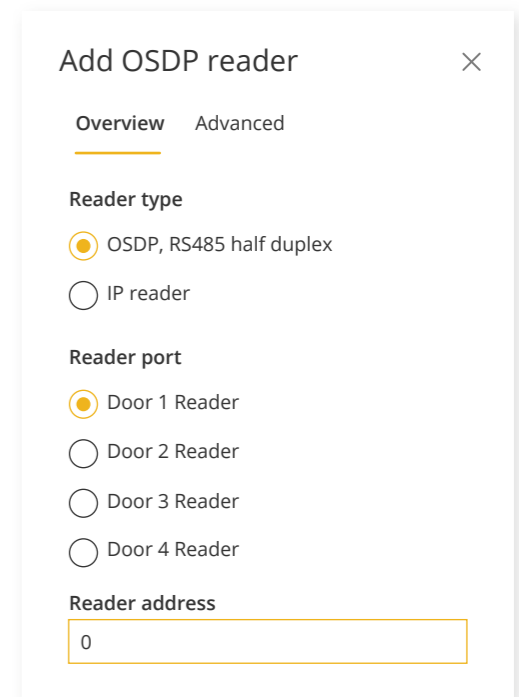 Add OSDP reader
Overview Advanced
Reader type
OSDP, RS485 half duplex
IP reader
Reader port
Door 1 Reader
Door 2 Reader
Door 3 Reader
Door 4 Reader
Reader address
0